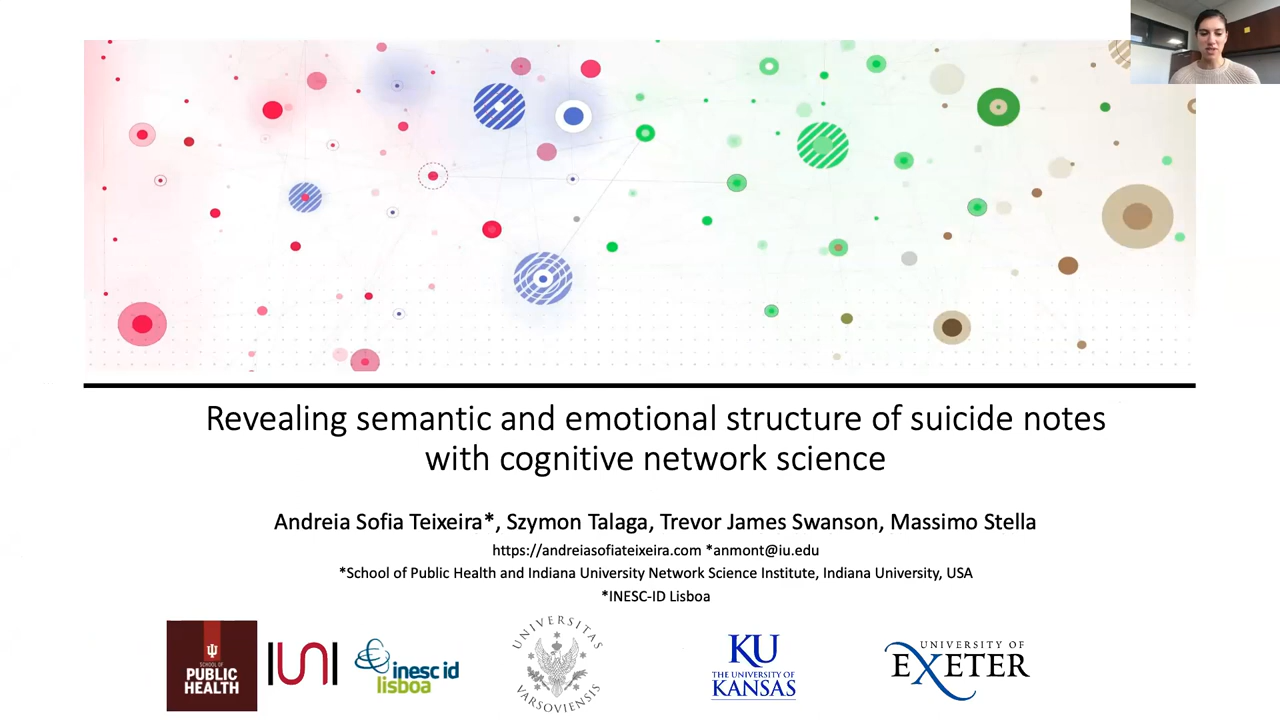 Revealing semantic and emotional structure of suicide notes
with cognitive network science
Andreia Sofia Teixeira*, Szymon Talaga, Trevor James Swanson, Massimo Stella
https://andreiasofiateixeira.com *anmont@iu.edu
*School of Public Health and Indiana University Network Science Institute, Indiana University, USA
*INESC-ID Lisboa
SCHOOL OF
PUBLIC
HEALTH
IUNI
inesc id
lisboa
UNIVERSITAS
VARSOVIENSIS
KU
THE UNIVERSITY OF
KANSAS
UNIVERSITY OF
EXETER